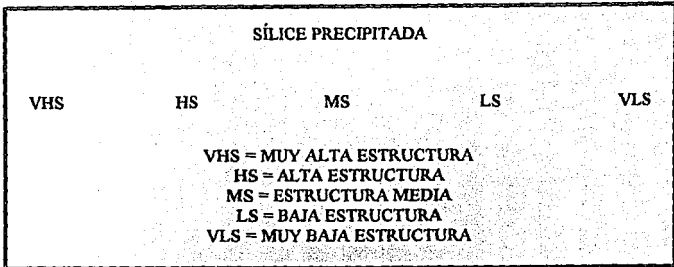 SÍLICE PRECIPITADA
VHS HS MS LS VLS
VHS = MUY ALTA ESTRUCTURA
HS = ALTA ESTRUCTURA
MS = ESTRUCTURA MEDIA
LS = BAJA ESTRUCTURA
VLS = MUY BAJA ESTRUCTURA